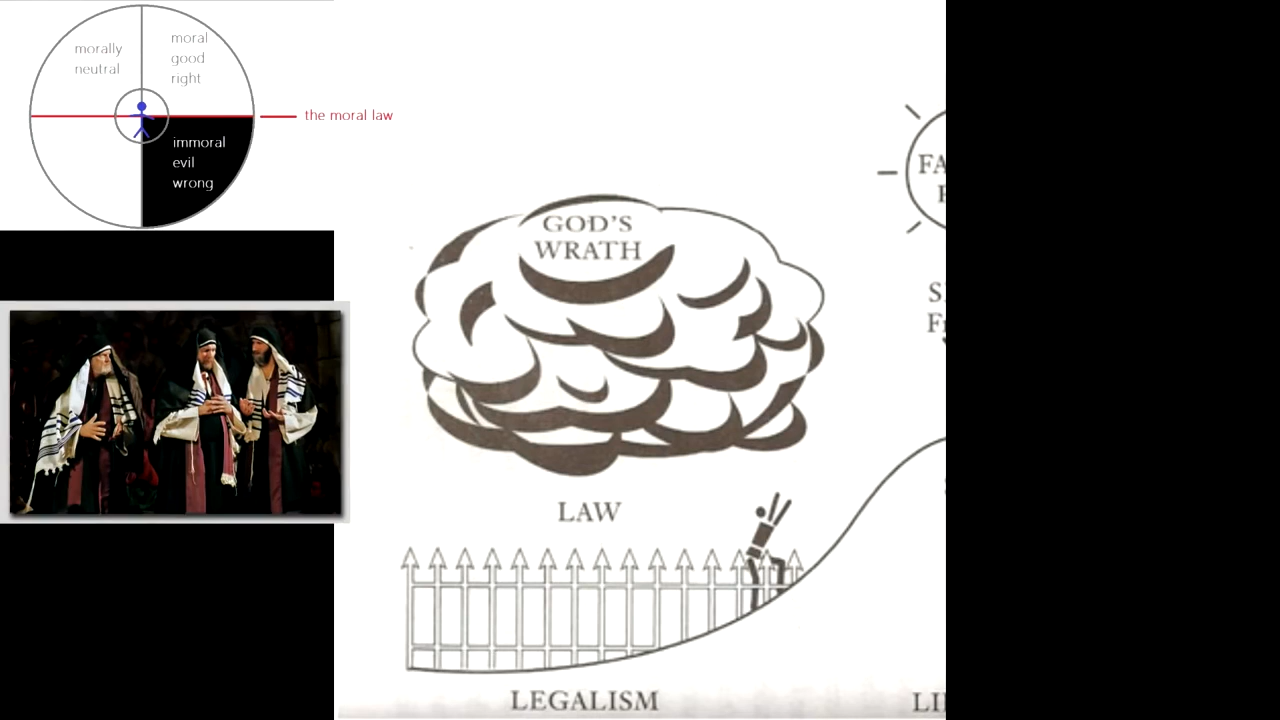 morally
neutral
moral
good
right
the moral law
immoral
evil
wrong
GOD'S
WRATH
LAW
LEGALISM